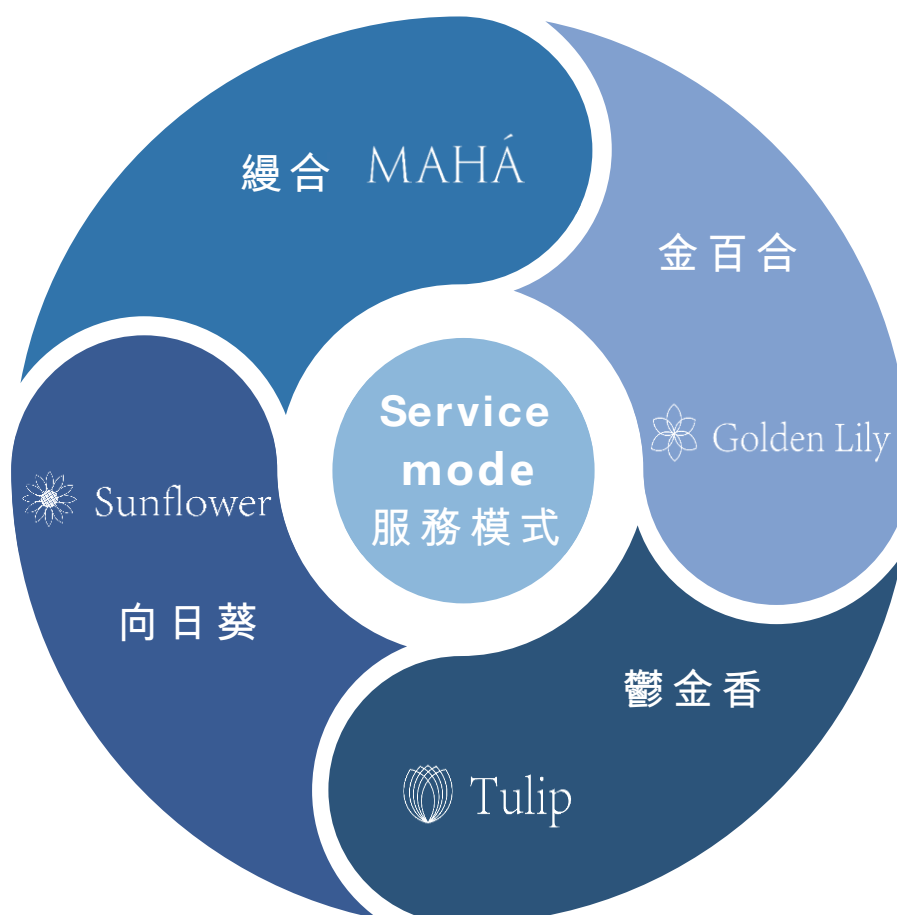 縵合 MAHÁ
金百合
Golden Lily
Service
mode
服務模式
Sunflower
向日葵
鬱金香
Tulip